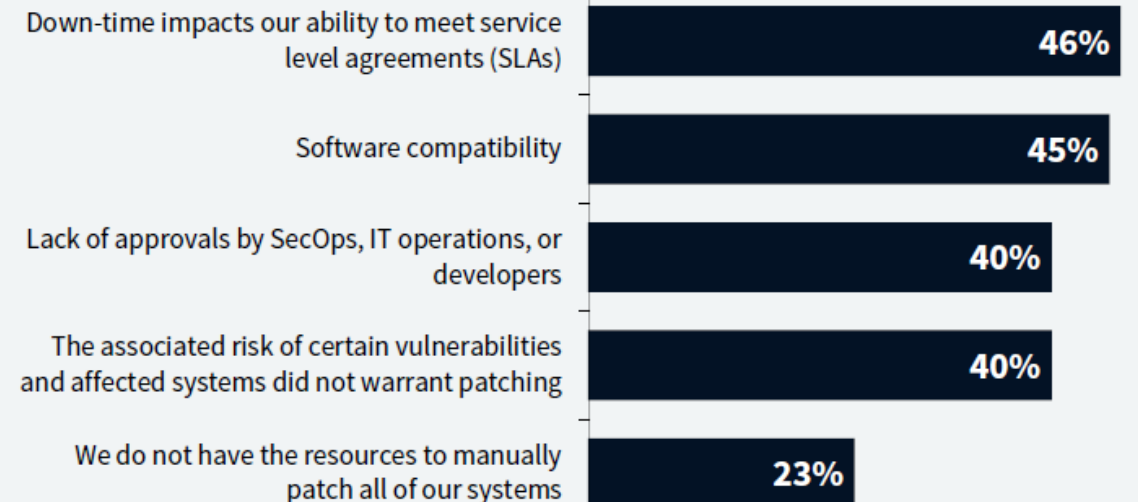 Down-time impacts our ability to meet service
level agreements (SLAs)
46%
Software compatibility
45%
Lack of approvals by SecOps, IT operations, or
developers
40%
The associated risk of certain vulnerabilities
and affected systems did not warrant patching
40%
We do not have the resources to manually
patch all of our systems
23%